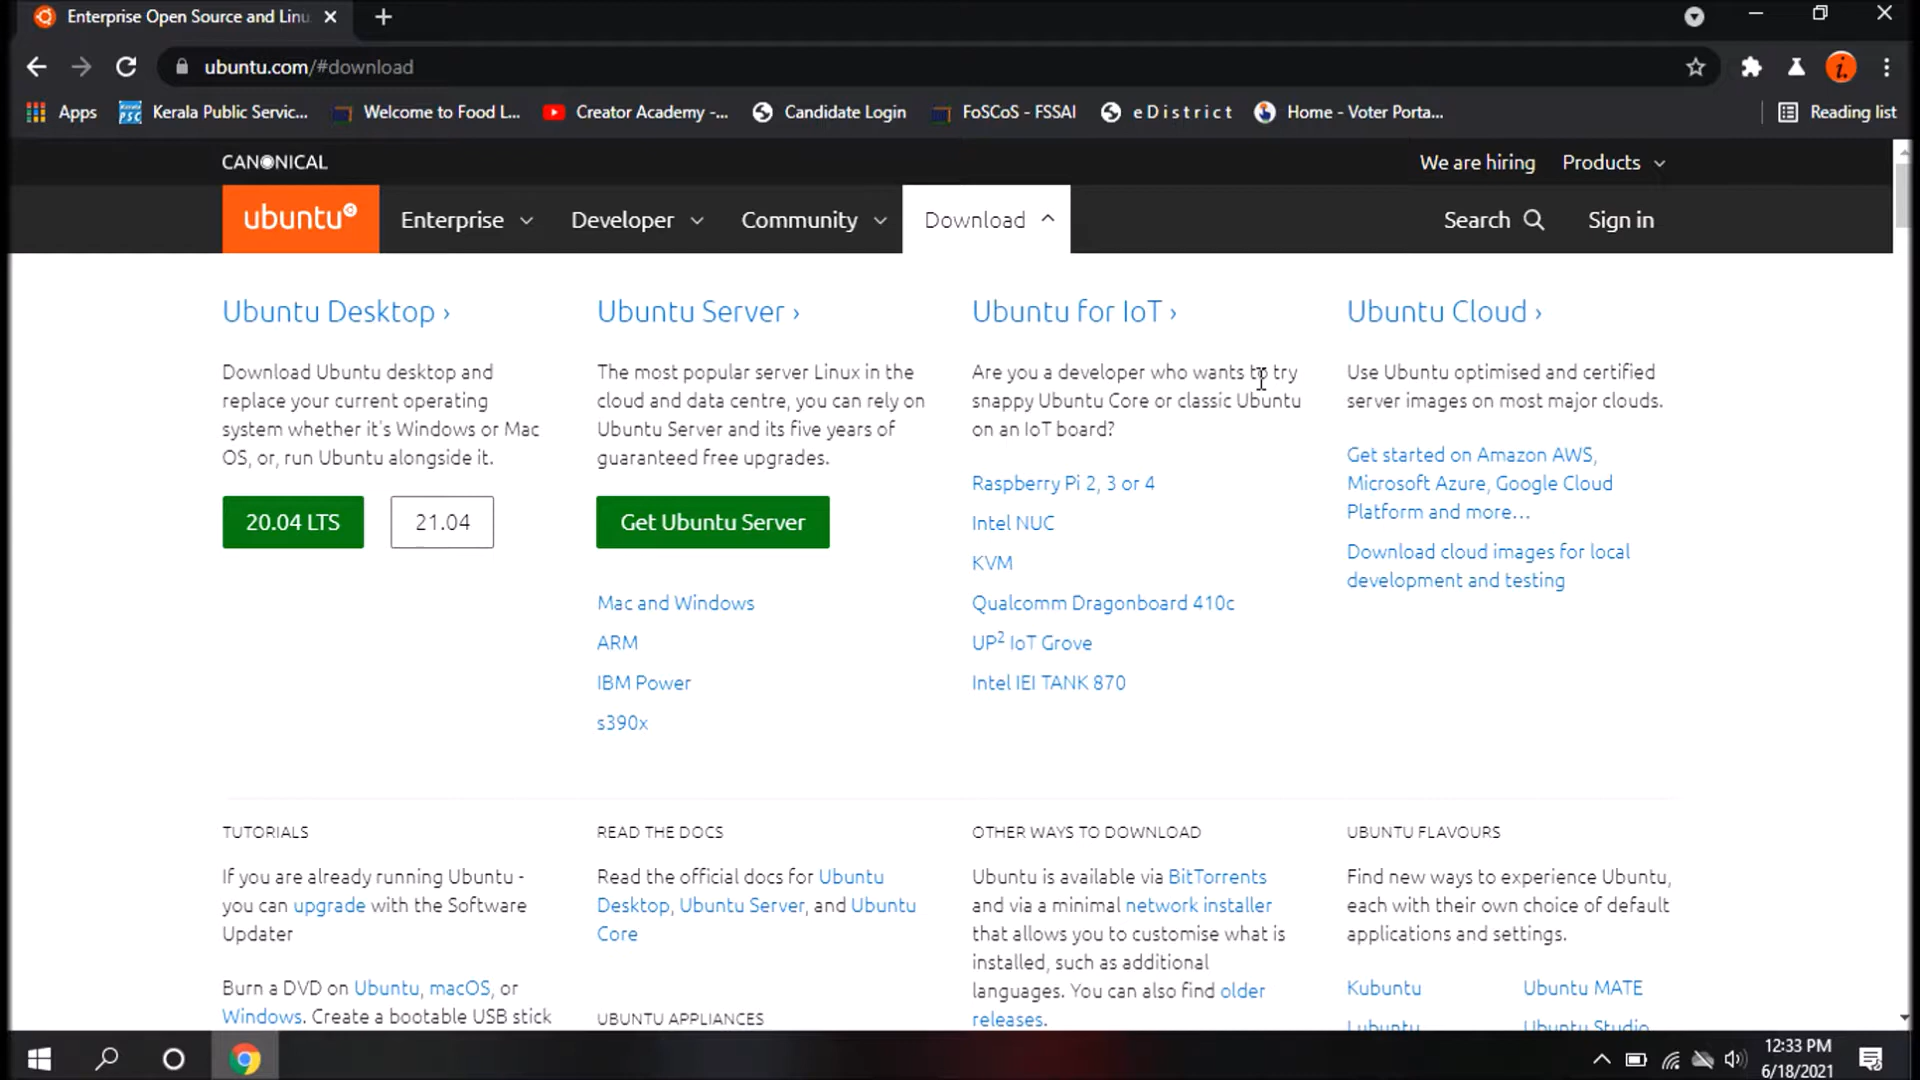 Enterprise Open Source and Linu
ubuntu.com/#download
Apps
Kerala Public Servic...
Welcome to Food L...
Creator Academy -...
Candidate Login
FoSCoS - FSSAI
e D i s t r i c t
Home - Voter Porta...
Reading list
CANONICAL
We are hiring
Products
ubuntu
Enterprise
Developer
Community
Download
Search
Sign in
Ubuntu Desktop ›
Download Ubuntu desktop and
replace your current operating
system whether it's Windows or Mac
OS, or, run Ubuntu alongside it.
20.04 LTS
21.04
Ubuntu Server ›
The most popular server Linux in the
cloud and data centre, you can rely on
Ubuntu Server and its five years of
guaranteed free upgrades.
Get Ubuntu Server
Mac and Windows
ARM
IBM Power
s390x
Ubuntu for IoT ›
Are you a developer who wants to try
snappy Ubuntu Core or classic Ubuntu
on an IoT board?
Raspberry Pi 2, 3 or 4
Intel NUC
KVM
Qualcomm Dragonboard 410c
UP² IoT Grove
Intel IEI TANK 870
Ubuntu Cloud ›
Use Ubuntu optimised and certified
server images on most major clouds.
Get started on Amazon AWS,
Microsoft Azure, Google Cloud
Platform and more...
Download cloud images for local
development and testing
TUTORIALS
If you are already running Ubuntu -
you can upgrade with the Software
Updater
Burn a DVD on Ubuntu, macOS, or
Windows. Create a bootable USB stick
READ THE DOCS
Read the official docs for Ubuntu
Desktop, Ubuntu Server, and Ubuntu
Core
UBUNTU APPLIANCES
OTHER WAYS TO DOWNLOAD
Ubuntu is available via BitTorrents
and via a minimal network installer
that allows you to customise what is
installed, such as additional
languages. You can also find older
releases.
UBUNTU FLAVOURS
Find new ways to experience Ubuntu,
each with their own choice of default
applications and settings.
Kubuntu
Ubuntu MATE
Lubuntu
Ubuntu Studio
12:33 PM
6/18/2021